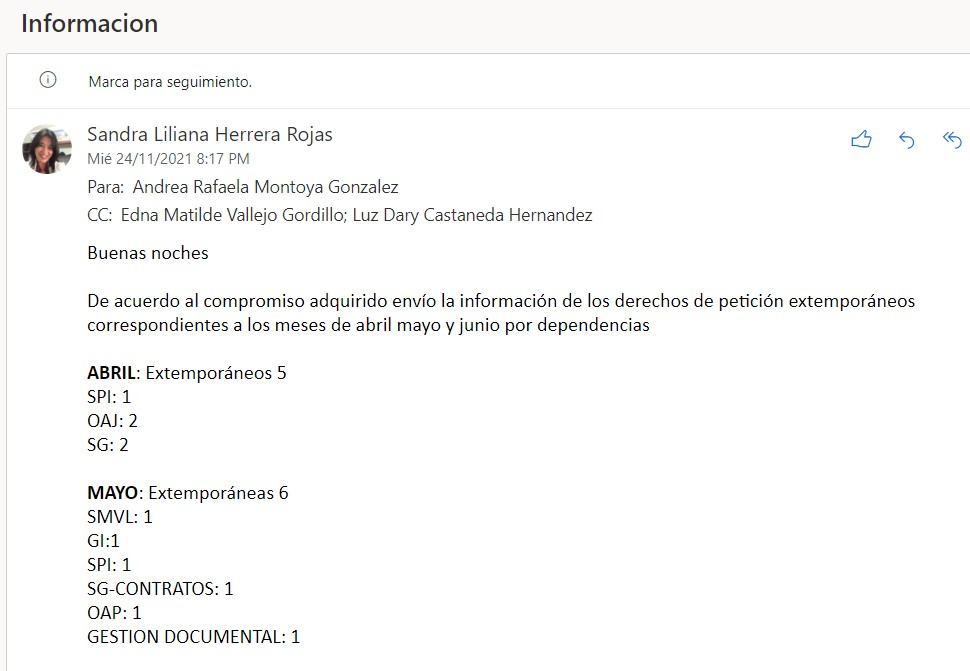 Informacion
Marca para seguimiento.
Sandra Liliana Herrera Rojas
Mié 24/11/2021 8:17 PM
Para: Andrea Rafaela Montoya Gonzalez
CC: Edna Matilde Vallejo Gordillo; Luz Dary Castaneda Hernandez
Buenas noches
De acuerdo al compromiso adquirido envío la información de los derechos de petición extemporáneos
correspondientes a los meses de abril mayo y junio por dependencias
ABRIL: Extemporáneos 5
SPI: 1
OAJ: 2
SG: 2
MAYO: Extemporáneas 6
SMVL: 1
GI:1
SPI: 1
SG-CONTRATOS: 1
OAP: 1
GESTION DOCUMENTAL: 1